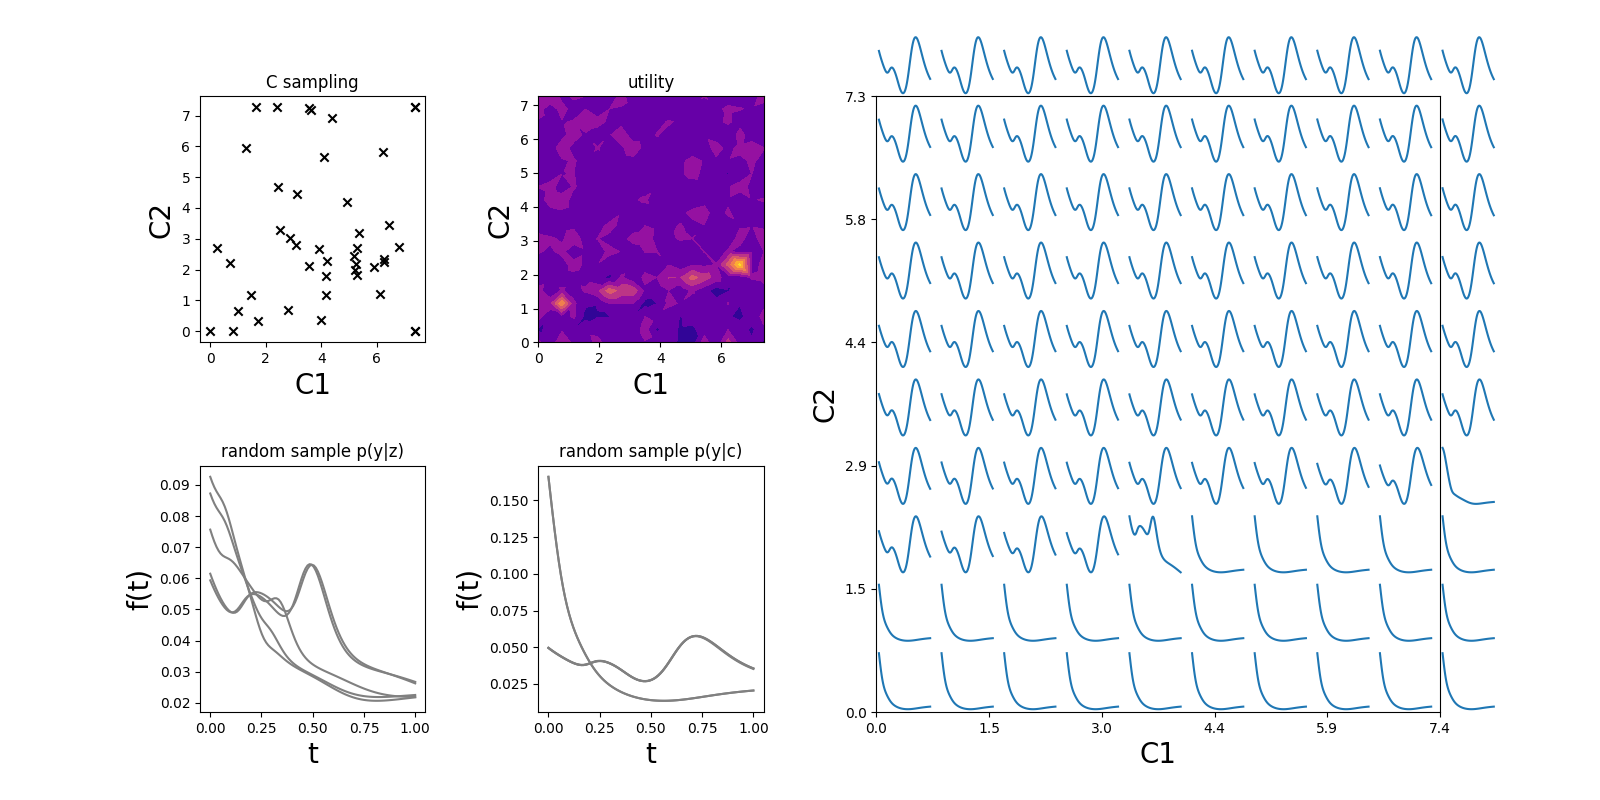 C sampling
7
6
5
4
3
2
1
0
C2
0 2 4 6
C1
utility
7
6
5
4
3
2
1
0
C2
0 2 4 6
C1
random sample p(y|z)
0.09
0.08
0.07
0.06
0.05
0.04
0.03
0.02
f(t)
0.00 0.25 0.50 0.75 1.00
t
random sample p(y|c)
0.150
0.125
0.100
0.075
0.050
0.025
f(t)
0.00 0.25 0.50 0.75 1.00
t
7.3
5.8
4.4
2.9
1.5
0.0
C2
0.0 1.5 3.0 4.4 5.9 7.4
C1